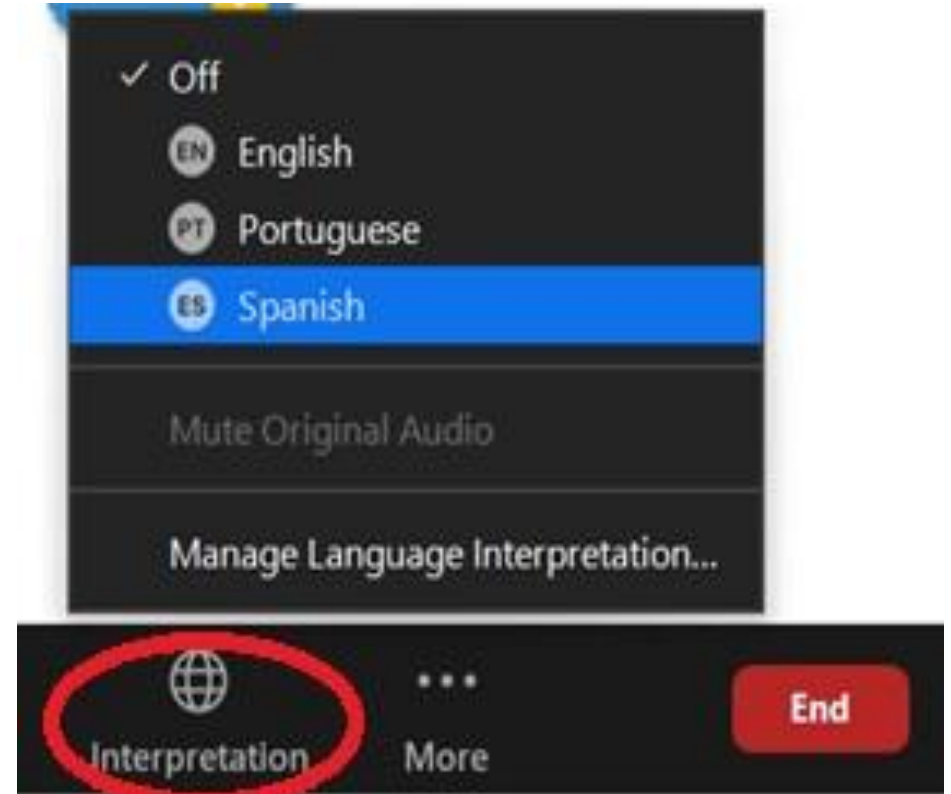 Off
EN English
PT Portuguese
ES Spanish
Mute Original Audio
Manage Language Interpretation...
Interpretation
More
End